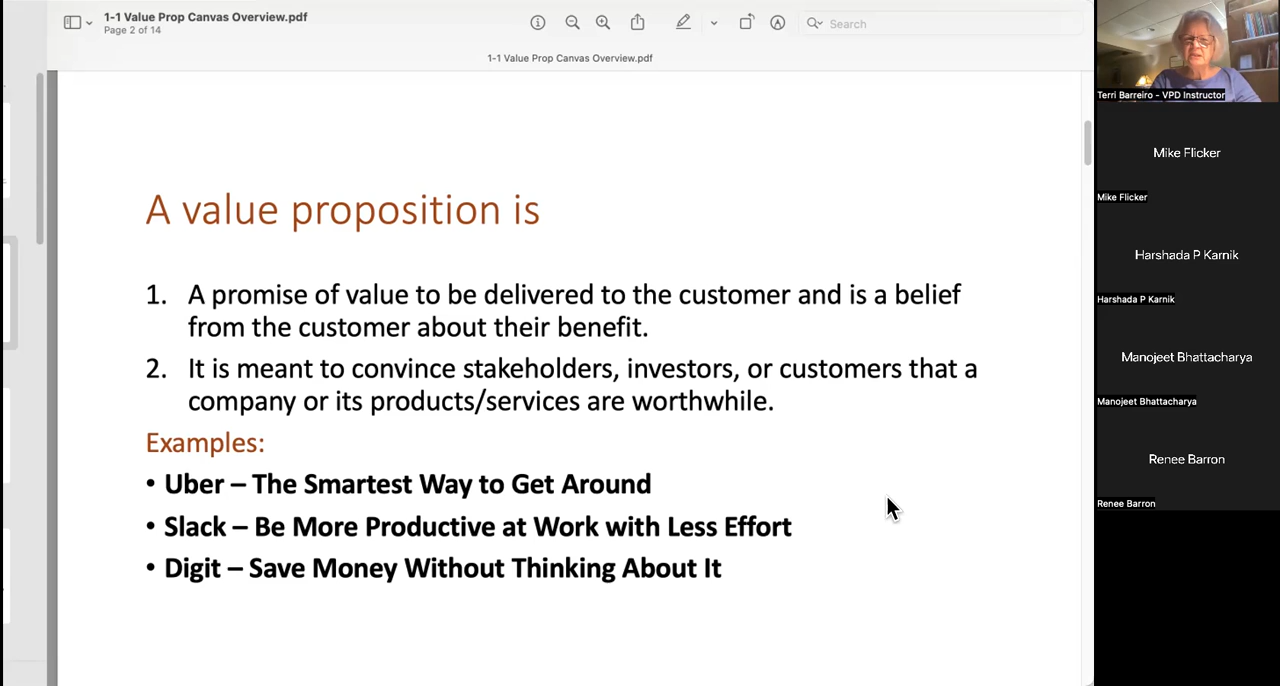 1-1 Value Prop Canvas Overview.pdf
Page 2 of 14
Search
1-1 Value Prop Canvas Overview.pdf
A value proposition is
1. A promise of value to be delivered to the customer and is a belief
from the customer about their benefit.
2. It is meant to convince stakeholders, investors, or customers that a
company or its products/services are worthwhile.
Examples:
• Uber – The Smartest Way to Get Around
• Slack – Be More Productive at Work with Less Effort
• Digit – Save Money Without Thinking About It
Terri Barreiro - VPD Instructor
Mike Flicker
Mike Flicker
Harshada P Karnik
Harshada P Karnik
Manojeet Bhattacharya
Manojeet Bhattacharya
Renee Barron
Renee Barron